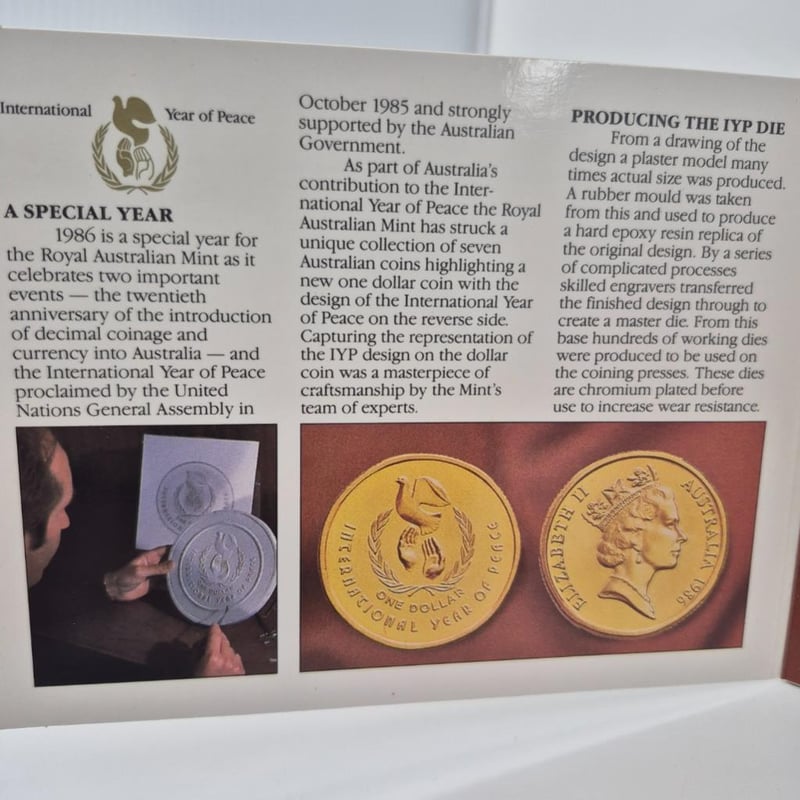 International Year of Peace
A SPECIAL YEAR
1986 is a special year for
the Royal Australian Mint as it
celebrates two important
events — the twentieth
anniversary of the introduction
of decimal coinage and
currency into Australia — and
the International Year of Peace
proclaimed by the United
Nations General Assembly in
October 1985 and strongly
supported by the Australian
Government.
As part of Australia's
contribution to the Inter-
national Year of Peace the Royal
Australian Mint has struck a
unique collection of seven
Australian coins highlighting a
new one dollar coin with the
design of the International Year
of Peace on the reverse side.
Capturing the representation of
the IYP design on the dollar
coin was a masterpiece of
craftsmanship by the Mint's
team of experts.
PRODUCING THE IYP DIE
From a drawing of the
design a plaster model many
times actual size was produced.
A rubber mould was taken
from this and used to produce
a hard epoxy resin replica of
the original design. By a series
of complicated processes
skilled engravers transferred
the finished design through to
create a master die. From this
base hundreds of working dies
were produced to be used on
the coining presses. These dies
are chromium plated before
use to increase wear resistance.
ONE DOLLAR
INTERNATIONAL YEAR OF PEACE
ELIZABETH II
AUSTRALIA 1986